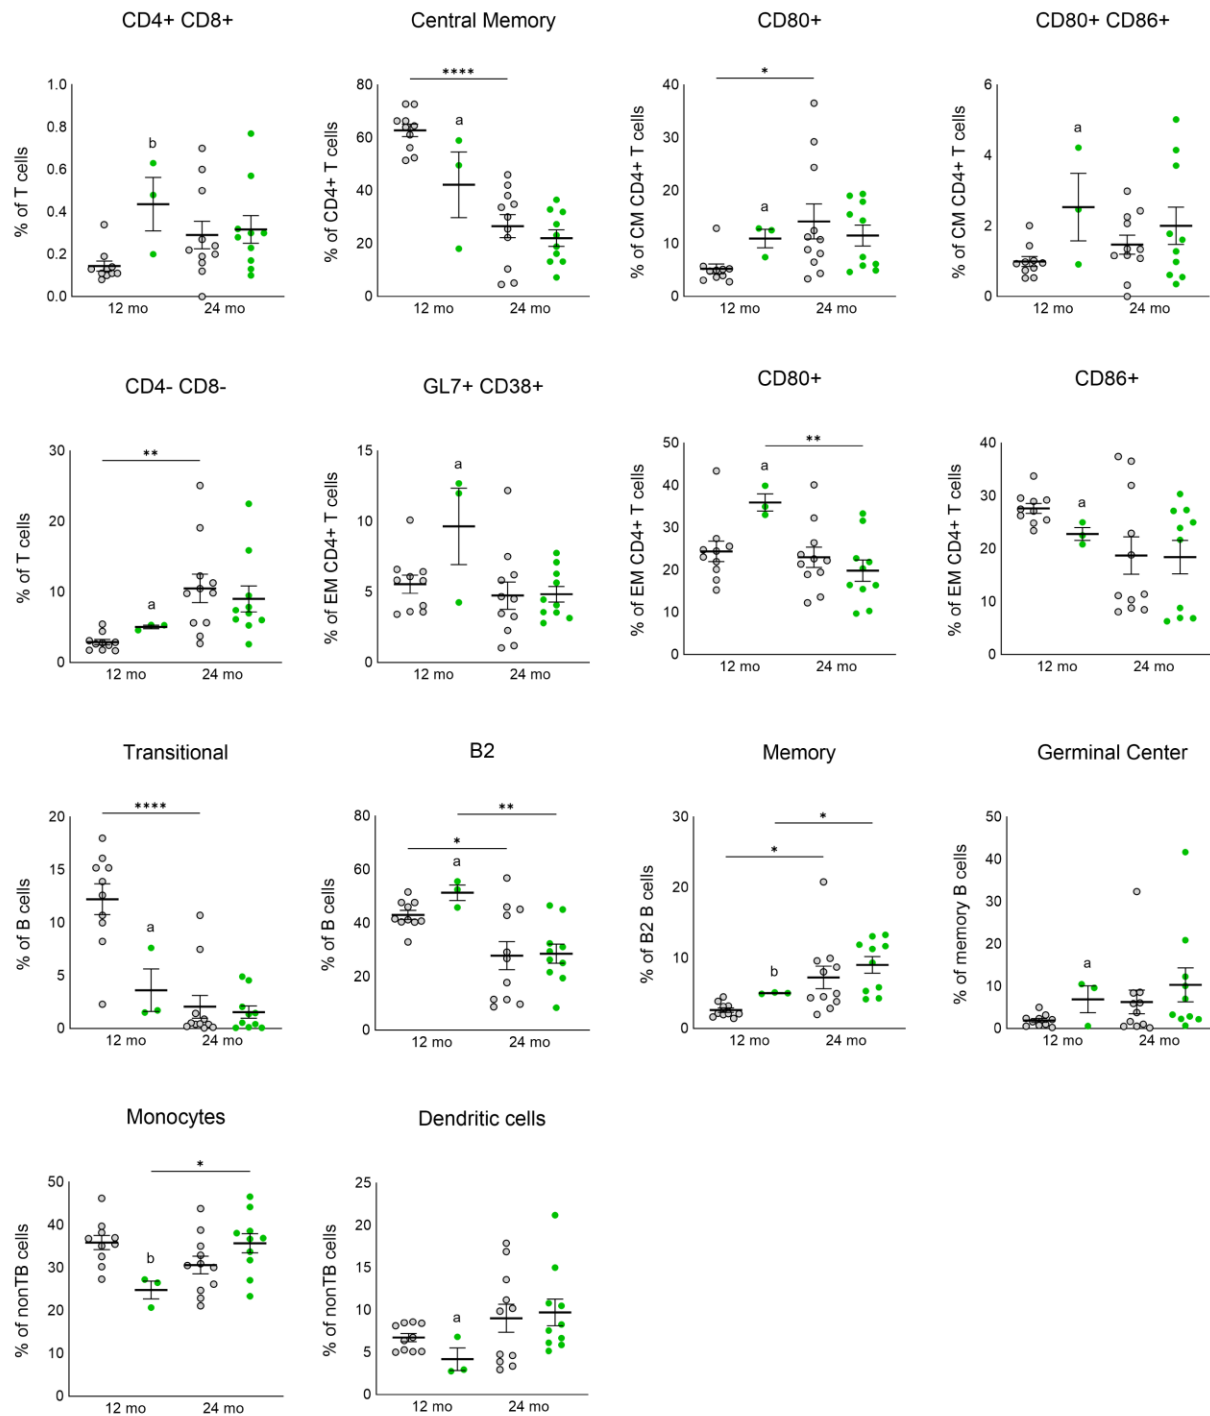 CD4+ CD8+
Central Memory
CD80+
CD80+ CD86+
% of T cells
1.0
0.8
0.6
0.4
0.2
0.0
b
12 mo
24 mo
% of CD4+ T cells
80
60
40
20
0
****
a
12 mo
24 mo
% of CM CD4+ T cells
40
30
20
10
0
*
a
12 mo
24 mo
% of CM CD4+ T cells
6
4
2
0
a
12 mo
24 mo
CD4- CD8-
GL7+ CD38+
CD80+
CD86+
% of T cells
30
20
10
0
**
a
12 mo
24 mo
% of EM CD4+ T cells
15
10
5
0
a
12 mo
24 mo
% of EM CD4+ T cells
50
40
30
20
10
0
**
a
12 mo
24 mo
% of EM CD4+ T cells
40
30
20
10
0
a
12 mo
24 mo
Transitional
B2
Memory
Germinal Center
% of B cells
20
15
10
5
0
****
a
12 mo
24 mo
% of B cells
80
60
40
20
0
**
*
a
12 mo
24 mo
% of B2 B cells
30
20
10
0
*
*
b
12 mo
24 mo
% of memory B cells
50
40
30
20
10
0
a
12 mo
24 mo
Monocytes
Dendritic cells
% of nonTB cells
50
40
30
20
10
0
*
b
12 mo
24 mo
% of nonTB cells
25
20
15
10
5
0
a
12 mo
24 mo